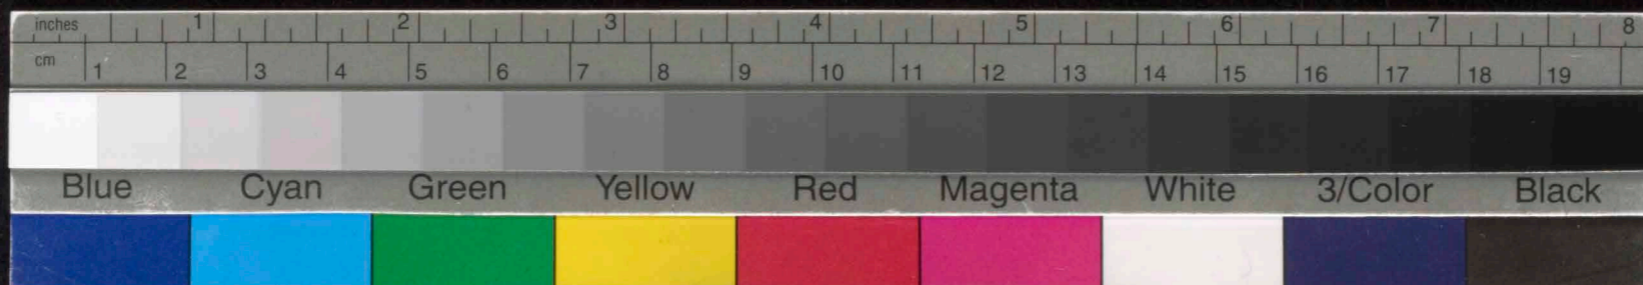 inches 1 2 3 4 5 6 7 8
cm 1 2 3 4 5 6 7 8 9 10 11 12 13 14 15 16 17 18 19
Blue Cyan Green Yellow Red Magenta White 3/Color Black